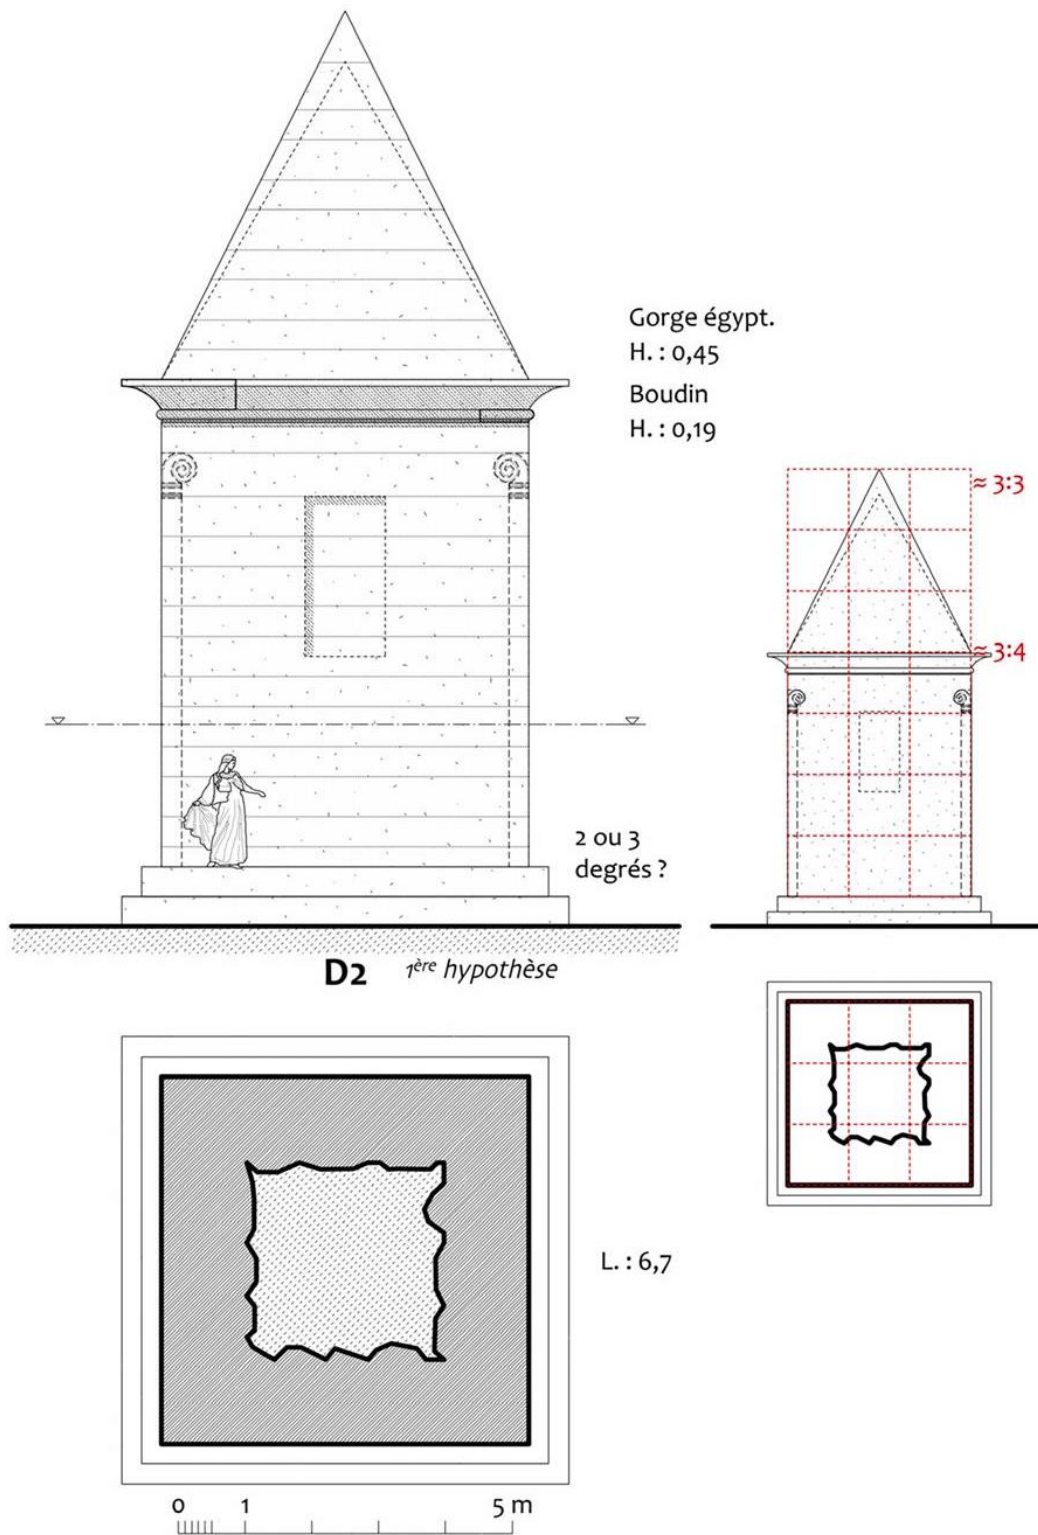 Gorge égypt.
H. : 0,45
Boudin
H. : 0,19
≈ 3:3
≈ 3:4
2 ou 3
degrés ?
D2 1ère hypothèse
L. : 6,7
0 1 5 m